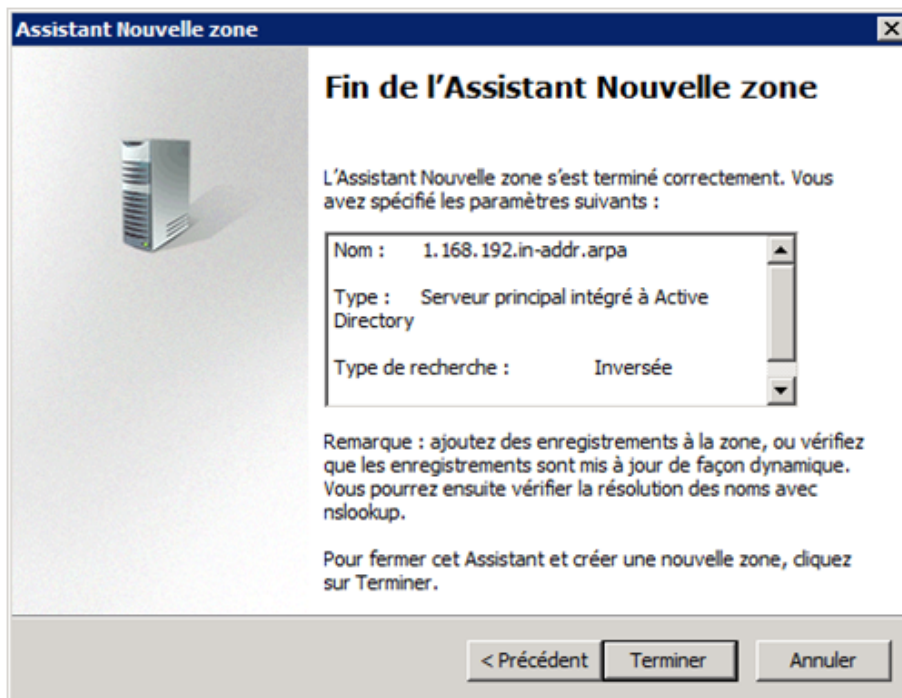 Assistant Nouvelle zone
Fin de l'Assistant Nouvelle zone
L'Assistant Nouvelle zone s'est terminé correctement. Vous
avez spécifié les paramètres suivants :
Nom : 1.168.192.in-addr.arpa
Type : Serveur principal intégré à Active
Directory
Type de recherche : Inversée
Remarque : ajoutez des enregistrements à la zone, ou vérifiez
que les enregistrements sont mis à jour de façon dynamique.
Vous pourrez ensuite vérifier la résolution des noms avec
nslookup.
Pour fermer cet Assistant et créer une nouvelle zone, cliquez
sur Terminer.
< Précédent Terminer Annuler